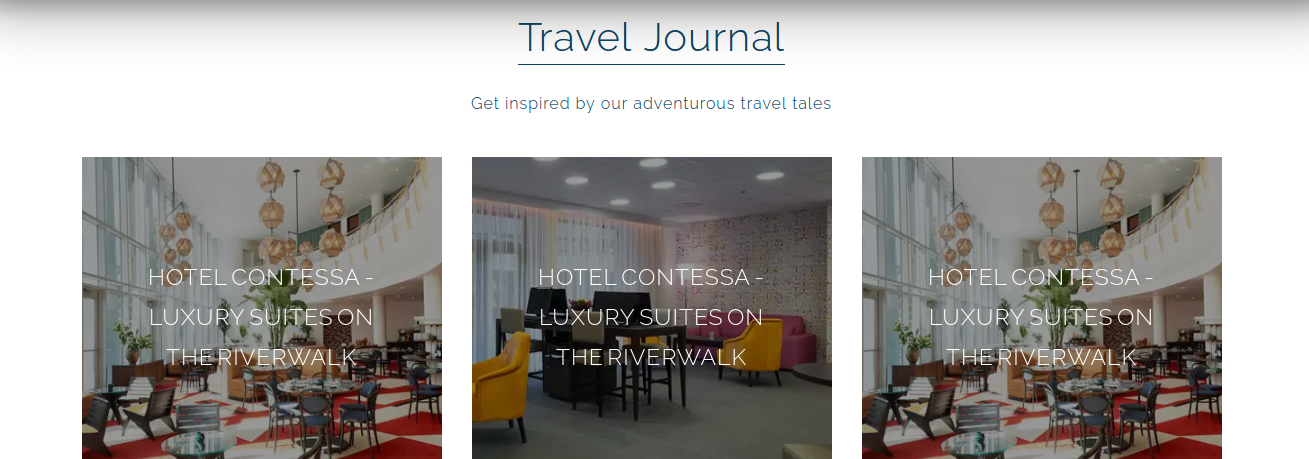 Travel Journal
Get inspired by our adventurous travel tales
HOTEL CONTESSA -
LUXURY SUITES ON
THE RIVERWALK
HOTEL CONTESSA -
LUXURY SUITES ON
THE RIVERWALK
HOTEL CONTESSA -
LUXURY SUITES ON
THE RIVERWALK